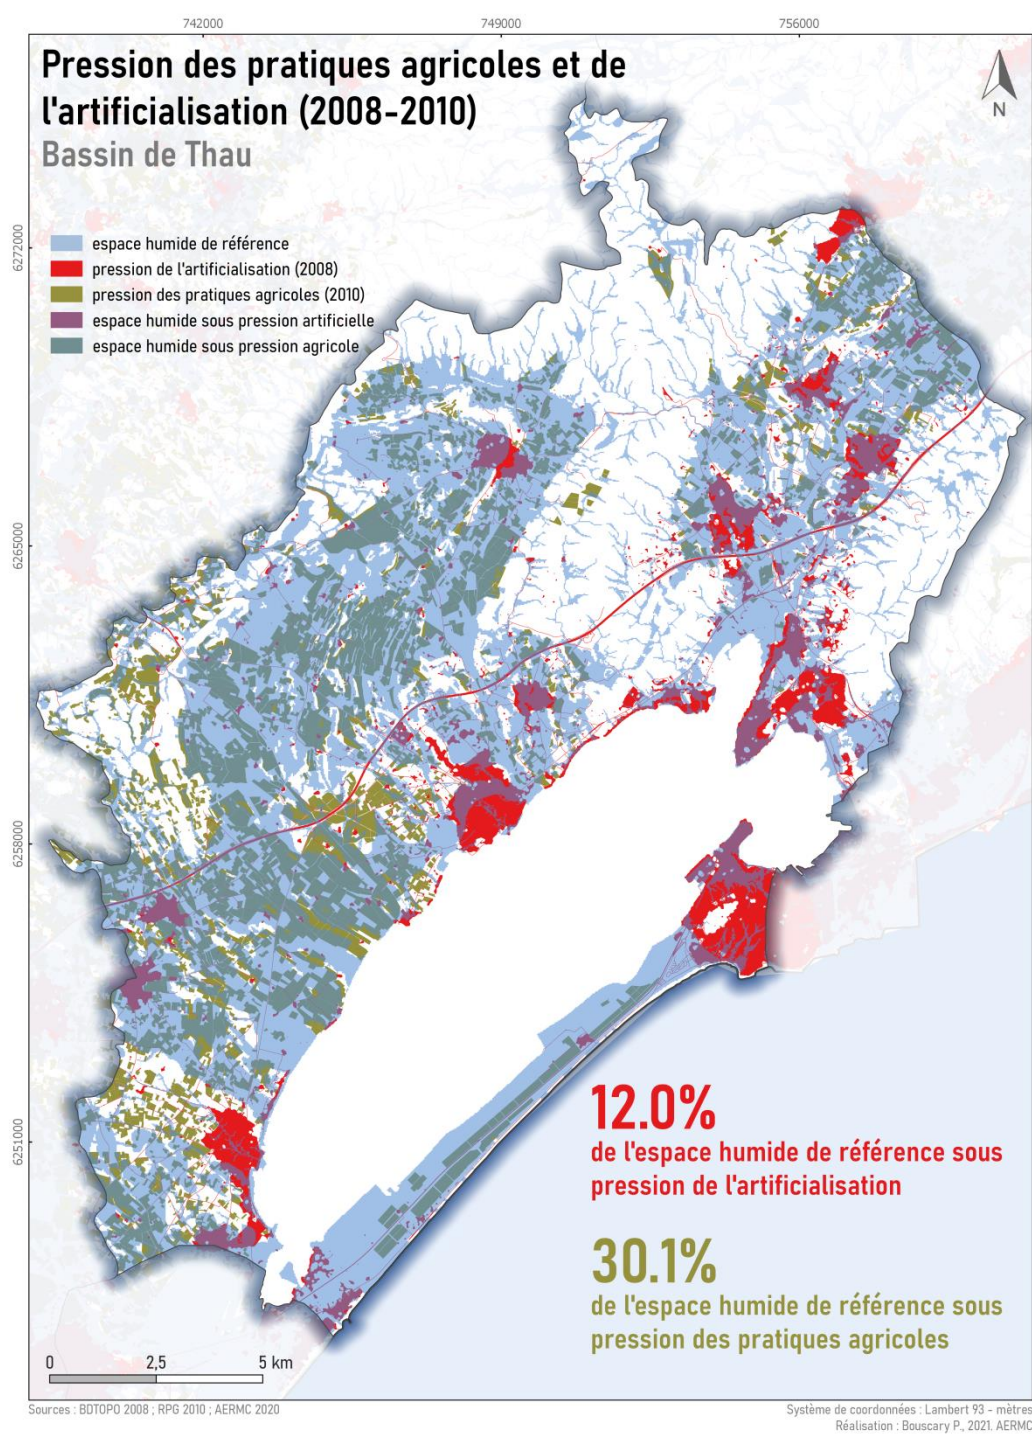 742000
749000
756000
Pression des pratiques agricoles et de
l'artificialisation (2008-2010)
Bassin de Thau
N
6272000
espace humide de référence
pression de l'artificialisation (2008)
pression des pratiques agricoles (2010)
espace humide sous pression artificielle
espace humide sous pression agricole
6265000
6258000
6251000
12.0%
de l'espace humide de référence sous
pression de l'artificialisation
30.1%
de l'espace humide de référence sous
pression des pratiques agricoles
0 2,5 5 km
Sources : BDTOPO 2008 ; RPG 2010 ; AERMC 2020
Système de coordonnées : Lambert 93 - mètres
Réalisation : Bouscary P., 2021. AERMC